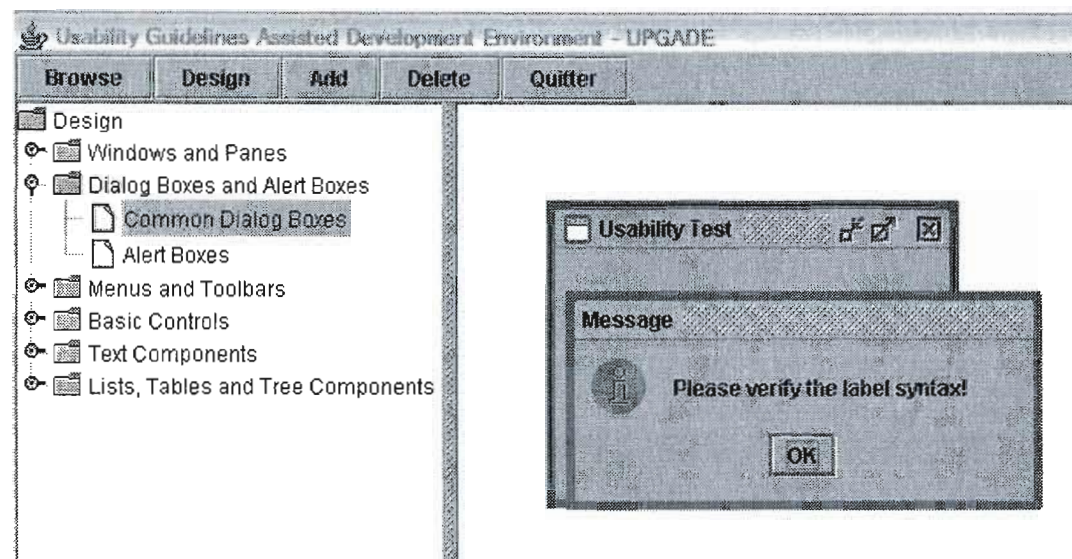 Usability Guidelines Assisted Development Environment - UPGADE
Browse Design Add Delete Quitter
Design
Windows and Panes
Dialog Boxes and Alert Boxes
Common Dialog Boxes
Alert Boxes
Menus and Toolbars
Basic Controls
Text Components
Lists, Tables and Tree Components
Usability Test
Message
Please verify the label syntax!
OK